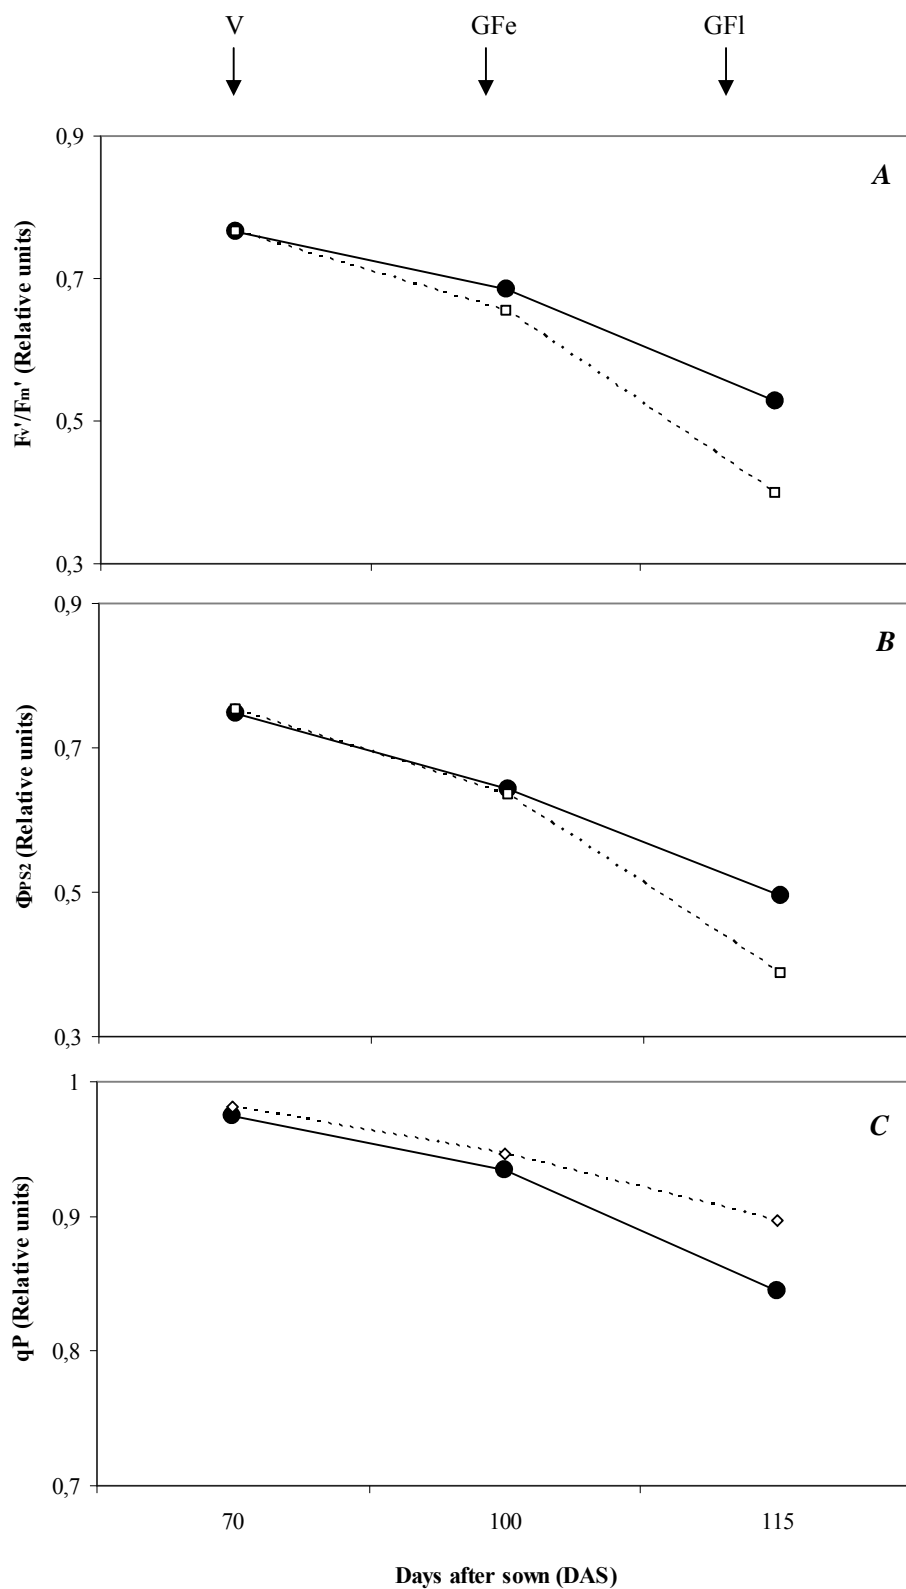 V GFe GFl
0,9
A
0,7
0,5
0,3
Fv'/Fm' (Relative units)
0,9
B
0,7
0,5
0,3
ΦPS2 (Relative units)
1
C
0,9
0,8
0,7
qP (Relative units)
70 100 115
Days after sown (DAS)